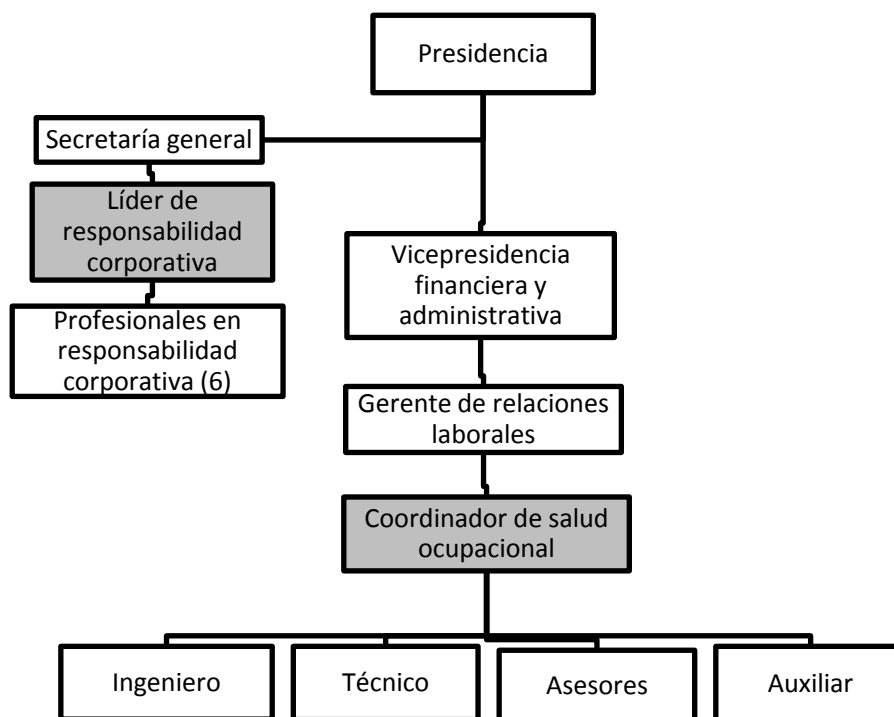 Presidencia
Secretaría general
Líder de
responsabilidad
corporativa
Profesionales en
responsabilidad
corporativa (6)
Vicepresidencia
financiera y
administrativa
Gerente de relaciones
laborales
Coordinador de salud
ocupacional
Ingeniero
Técnico
Asesores
Auxiliar